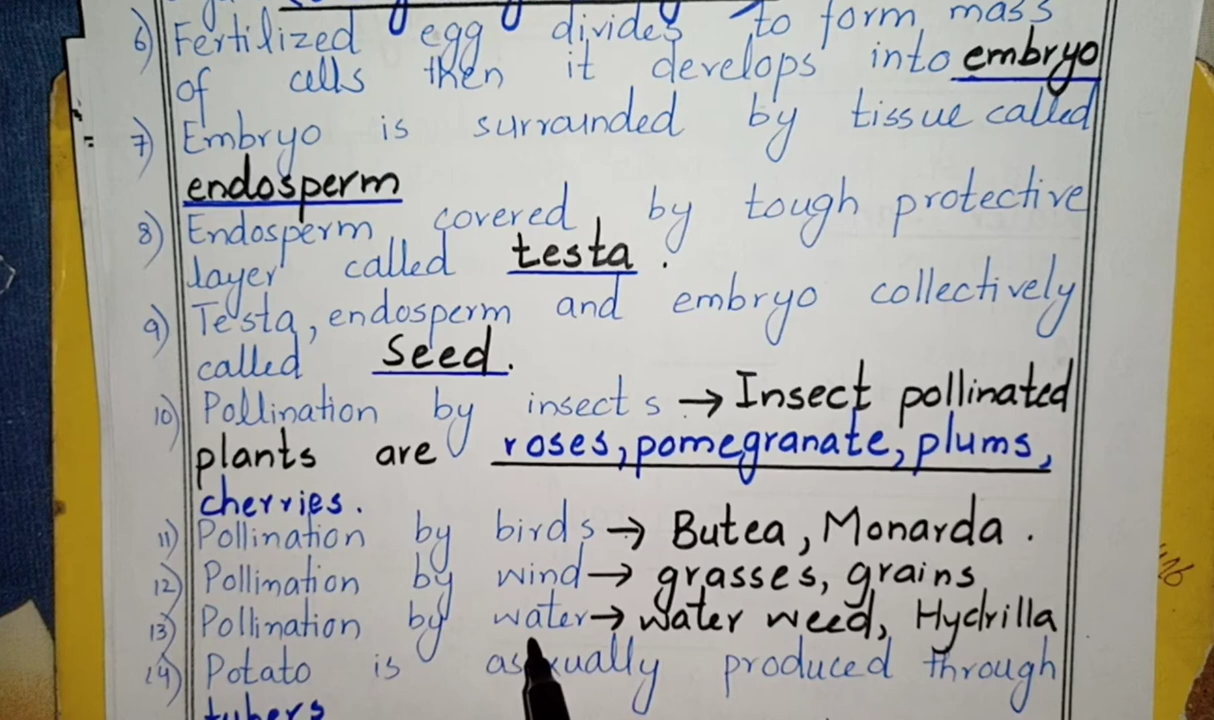 6) Fertilized egg divides to form mass
of cells then it develops into embryo
7) Embryo is surrounded by tissue called
endosperm
8) Endosperm covered by tough protective
layer called testa.
9) Testa, endosperm and embryo collectively
called Seed.
10) Pollination by insects → Insect pollinated
plants are roses, pomegranate, plums,
cherries.
11) Pollination by birds → Butea, Monarda.
12) Pollination by wind → grasses, grains
13) Pollination by water → water weed, Hydrilla
14) Potato is asexually produced through
tubers